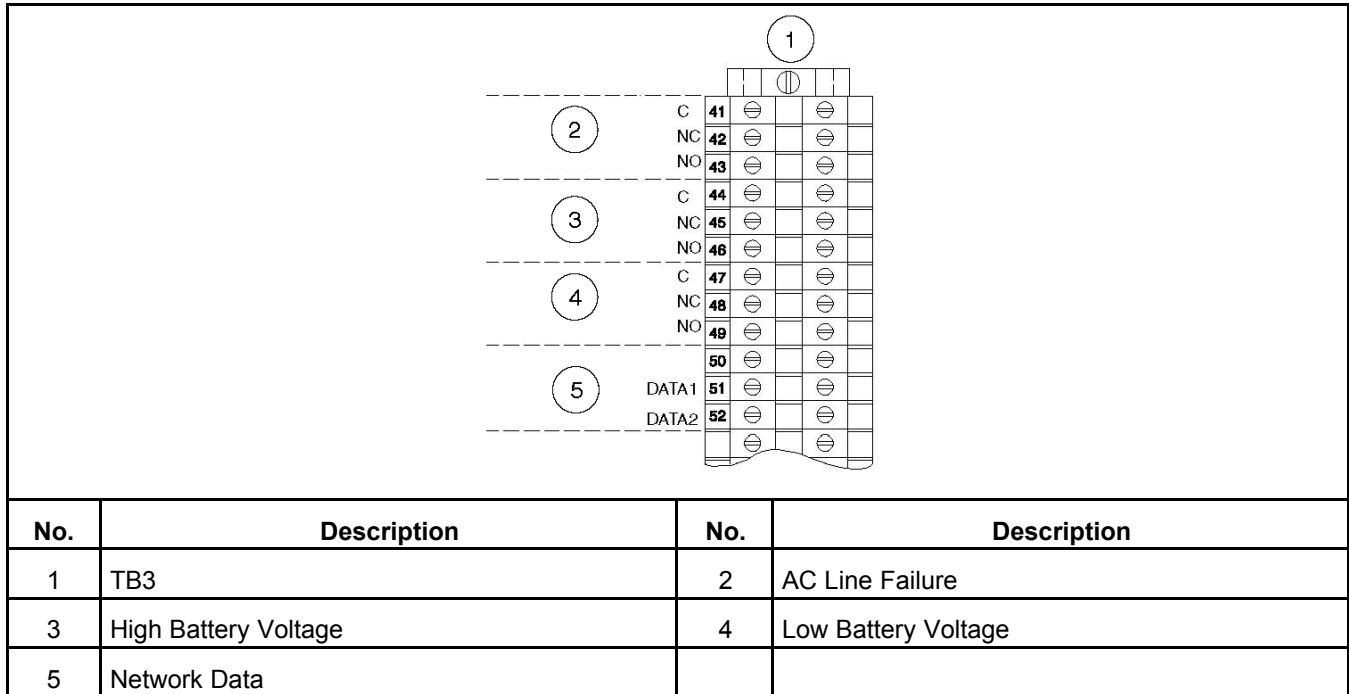 1
2
C 41
NC 42
NO 43
3
C 44
NC 45
NO 46
4
C 47
NC 48
NO 49
50
5
DATA1 51
DATA2 52
No. Description No. Description
1 TB3 2 AC Line Failure
3 High Battery Voltage 4 Low Battery Voltage
5 Network Data